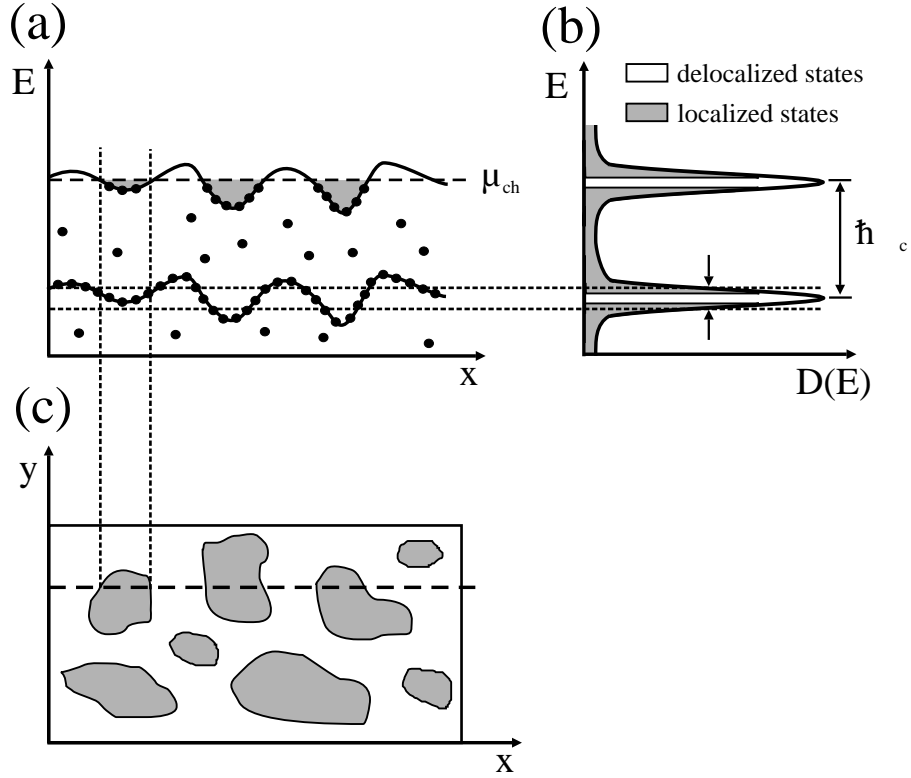 (a)
E
μch
x
(b)
E
delocalized states
localized states
ħ c
D(E)
(c)
y
x